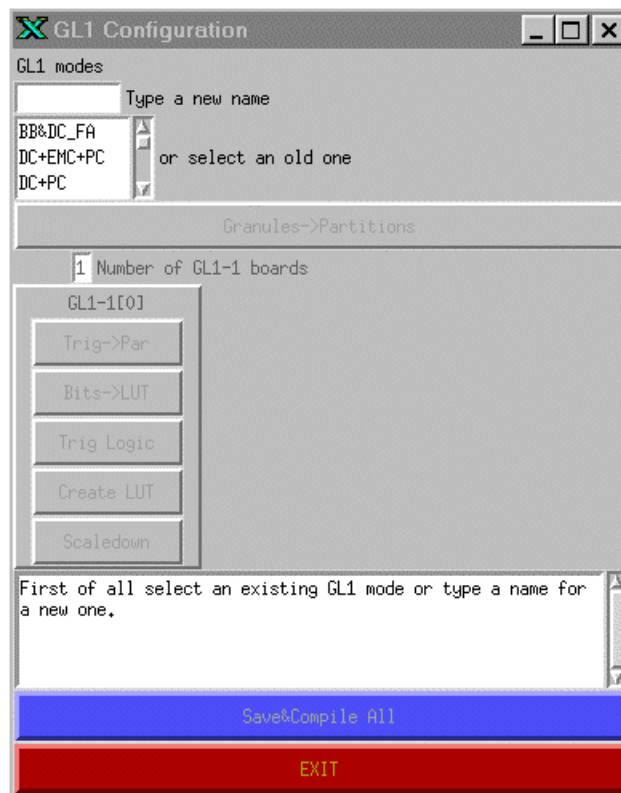 GL1 Configuration
GL1 modes
Type a new name
BB&DC_FA
DC+EMC+PC
DC+PC
or select an old one
Granules->Partitions
1 Number of GL1-1 boards
GL1-1[0]
Trig->Par
Bits->LUT
Trig Logic
Create LUT
Scaledown
First of all select an existing GL1 mode or type a name for
a new one.
Save&Compile All
EXIT